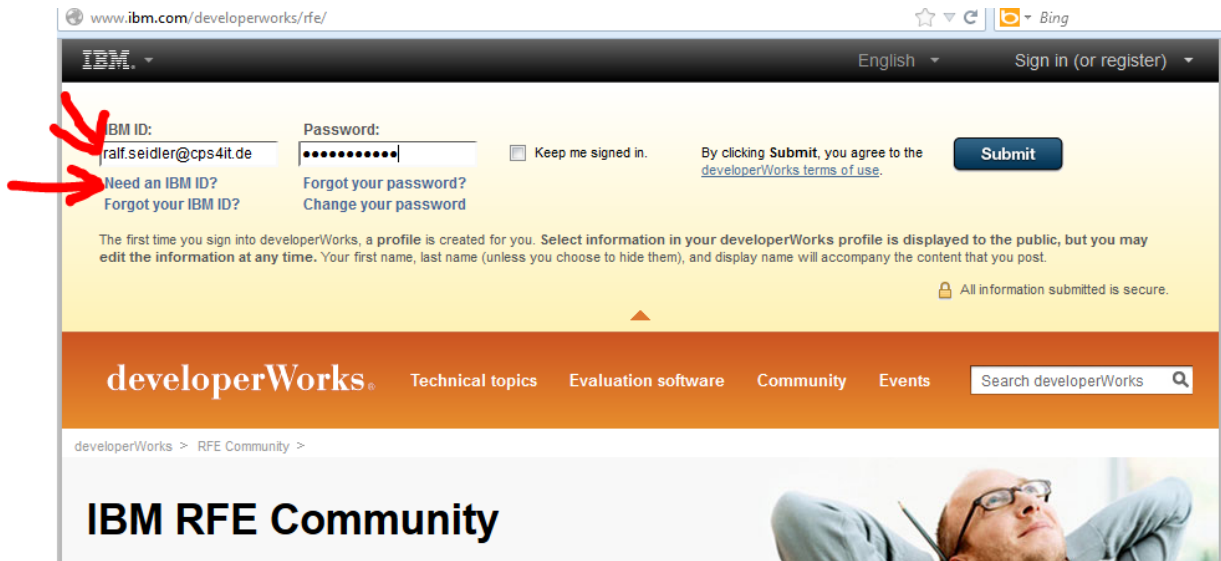 www.ibm.com/developerworks/rfe/
Bing
IBM.
English
Sign in (or register)
IBM ID:
Password:
ralf.seidler@cps4it.de
•••••••••••
Keep me signed in.
By clicking Submit, you agree to the
developerWorks terms of use.
Submit
Need an IBM ID?
Forgot your password?
Forgot your IBM ID?
Change your password
The first time you sign into developerWorks, a profile is created for you. Select information in your developerWorks profile is displayed to the public, but you may
edit the information at any time. Your first name, last name (unless you choose to hide them), and display name will accompany the content that you post.
All information submitted is secure.
developerWorks®
Technical topics
Evaluation software
Community
Events
Search developerWorks
developerWorks > RFE Community >
IBM RFE Community